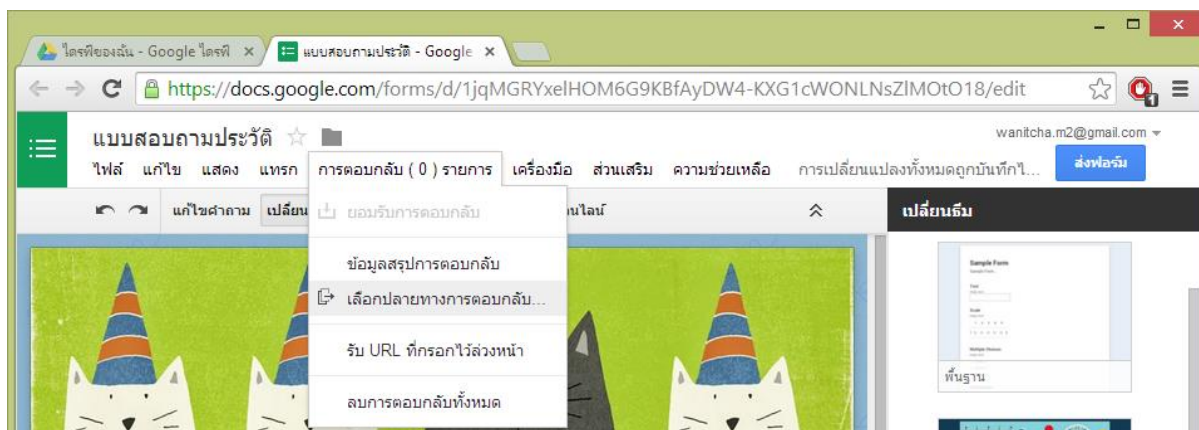 ไดรฟ์ของฉัน - Google ไดรฟ์
แบบสอบถามประวัติ - Google
https://docs.google.com/forms/d/1jqMGRYxelHOM6G9KBfAyDW4-KXG1cWONLNsZlMOtO18/edit
แบบสอบถามประวัติ
wanitcha.m2@gmail.com
ไฟล์ แก้ไข แสดง แทรก การตอบกลับ ( 0 ) รายการ เครื่องมือ ส่วนเสริม ความช่วยเหลือ การเปลี่ยนแปลงทั้งหมดถูกบันทึกไ... ส่งฟอร์ม
แก้ไขคำถาม เปลี่ยน ยอมรับการตอบกลับ นไลน์ เปลี่ยนธีม
ข้อมูลสรุปการตอบกลับ
เลือกปลายทางการตอบกลับ...
รับ URL ที่กรอกไว้ล่วงหน้า
ลบการตอบกลับทั้งหมด
Sample Form
พื้นฐาน